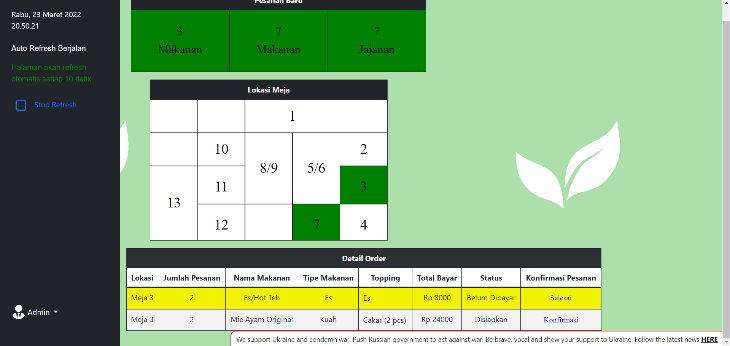 Rabu, 23 Maret 2022
20.50.21
Auto Refresh Berjalan
Halaman akan refresh
otomatis setiap 10 detik
Stop Refresh
Admin
Pesanan Baru
3 7 7
Makanan Makanan Jajanan
Lokasi Meja
1
10 8/9 5/6 2
11 3
13
12 7 4
Detail Order
Lokasi Jumlah Pesanan Nama Makanan Tipe Makanan Topping Total Bayar Status Konfirmasi Pesanan
Meja 3 2 Es/Hot Teh Es Es Rp 8000 Belum Dibayar Selesai
Meja 3 2 Mie Ayam Original Kuah Cakar (2 pcs) Rp 24000 Disiapkan Konfirmasi
We support Ukraine and condemn war. Push Russian government to act against war. Be brave, vocal and show your support to Ukraine. Follow the latest news HERE